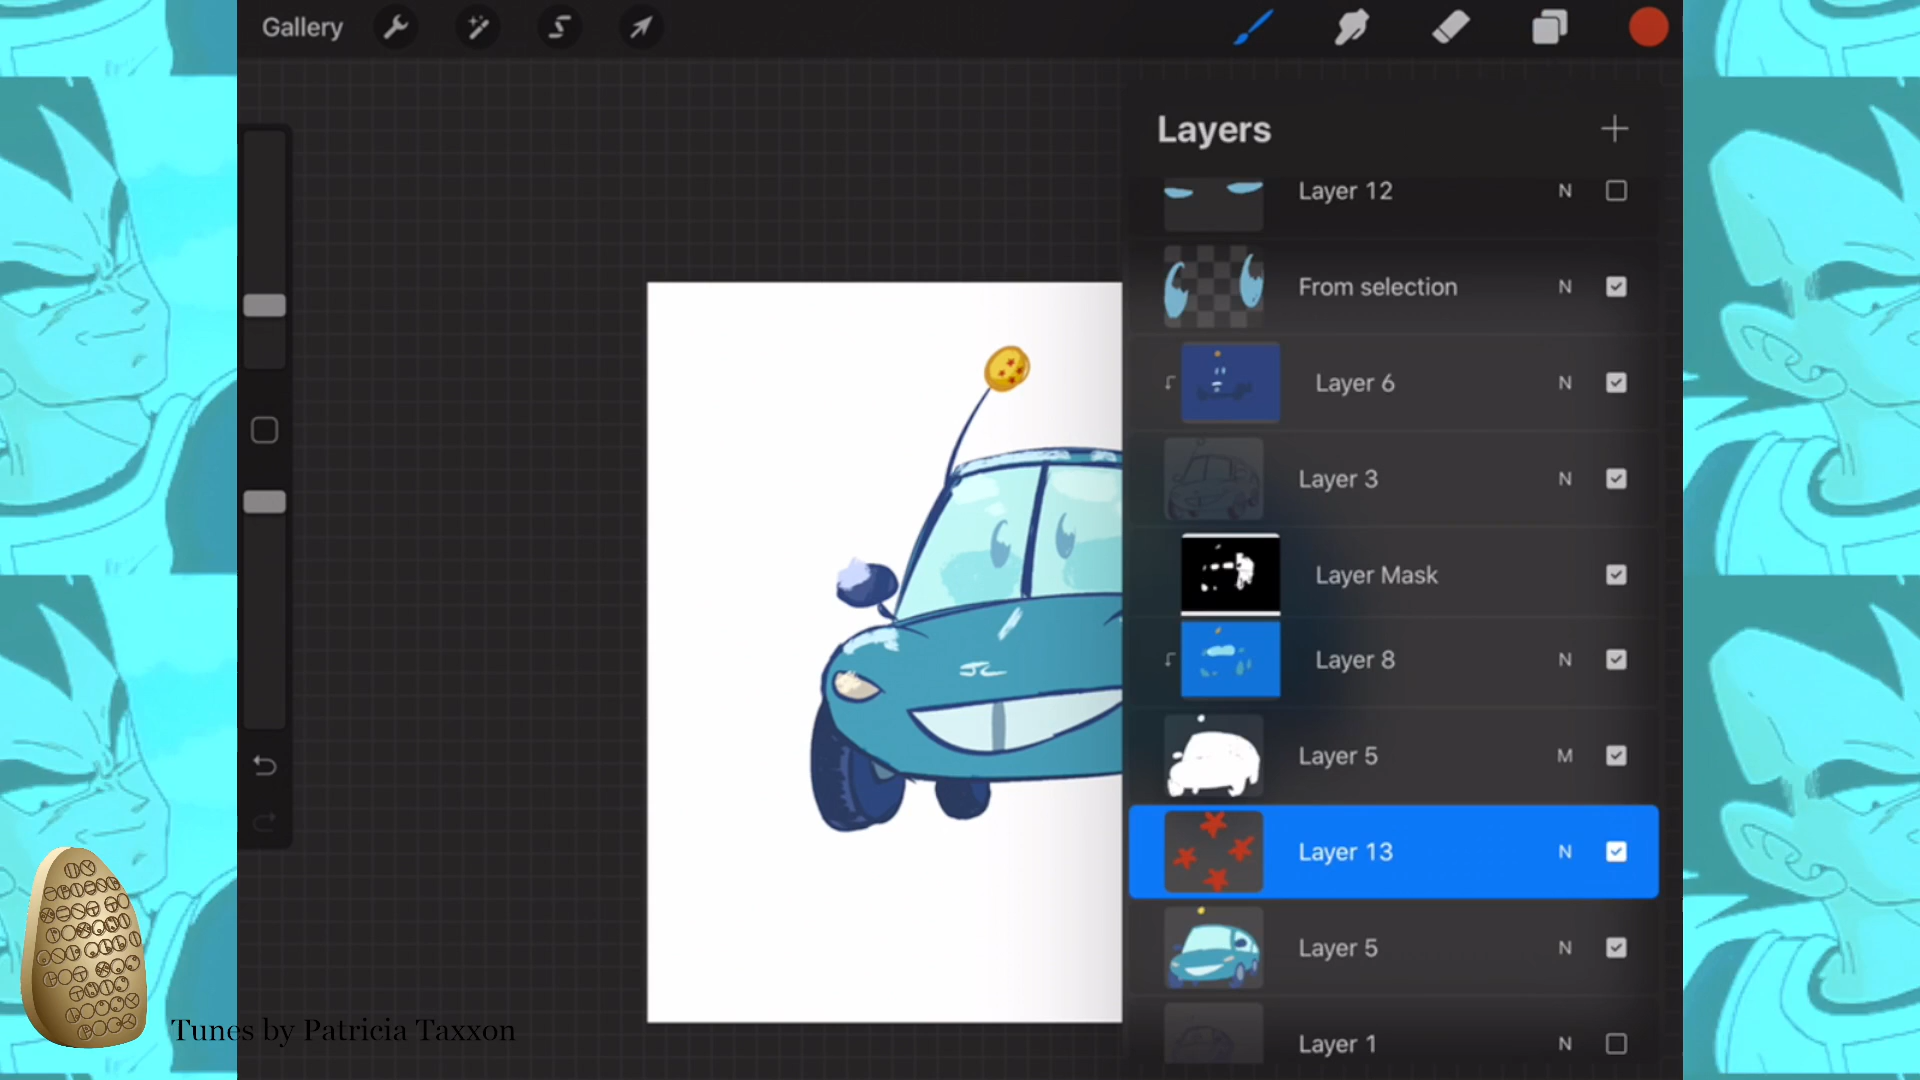 Gallery
Layers
Layer 12 N
From selection N
Layer 6 N
Layer 3 N
Layer Mask
Layer 8 N
Layer 5 M
Layer 13 N
Layer 5 N
Layer 1 N
Tunes by Patricia Taxxon